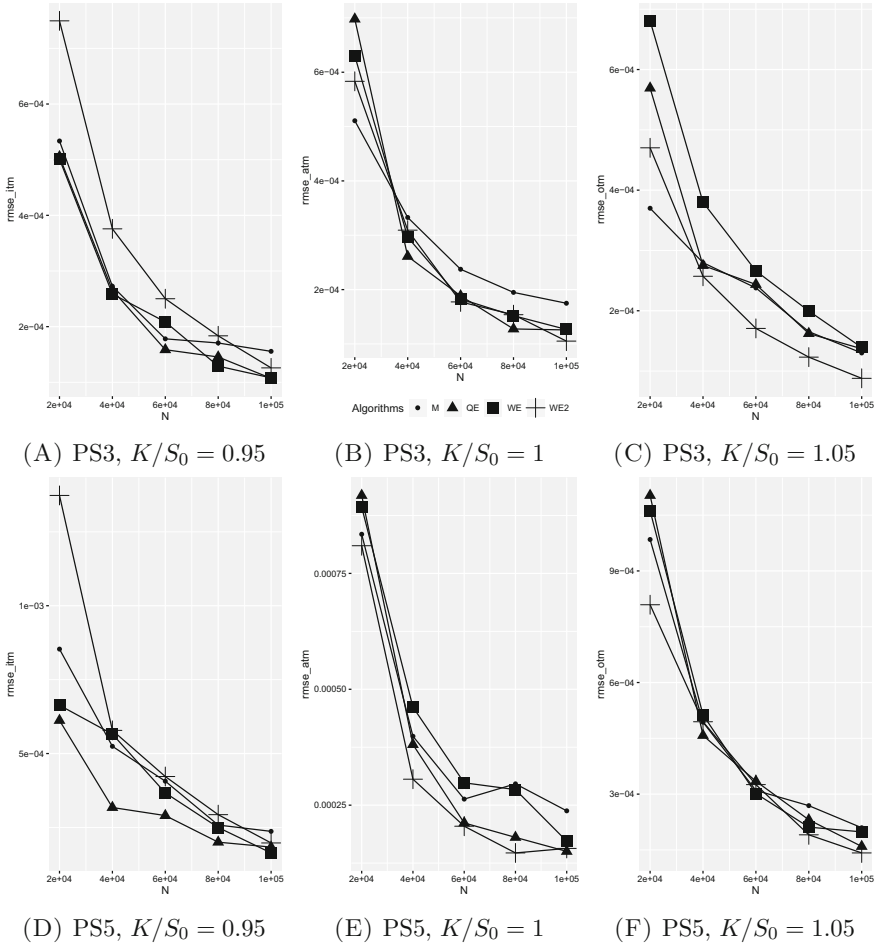 rmse_itm
6e−04
4e−04
2e−04
2e+04 4e+04 6e+04 8e+04 1e+05
N
rmse_atm
6e−04
4e−04
2e−04
2e+04 4e+04 6e+04 8e+04 1e+05
N
rmse_otm
6e−04
4e−04
2e−04
2e+04 4e+04 6e+04 8e+04 1e+05
N
Algorithms M QE WE WE2
(A) PS3, K/S₀ = 0.95
(B) PS3, K/S₀ = 1
(C) PS3, K/S₀ = 1.05
rmse_itm
1e−03
5e−04
2e+04 4e+04 6e+04 8e+04 1e+05
N
rmse_atm
0.00075
0.00050
0.00025
2e+04 4e+04 6e+04 8e+04 1e+05
N
rmse_otm
9e−04
6e−04
3e−04
2e+04 4e+04 6e+04 8e+04 1e+05
N
(D) PS5, K/S₀ = 0.95
(E) PS5, K/S₀ = 1
(F) PS5, K/S₀ = 1.05